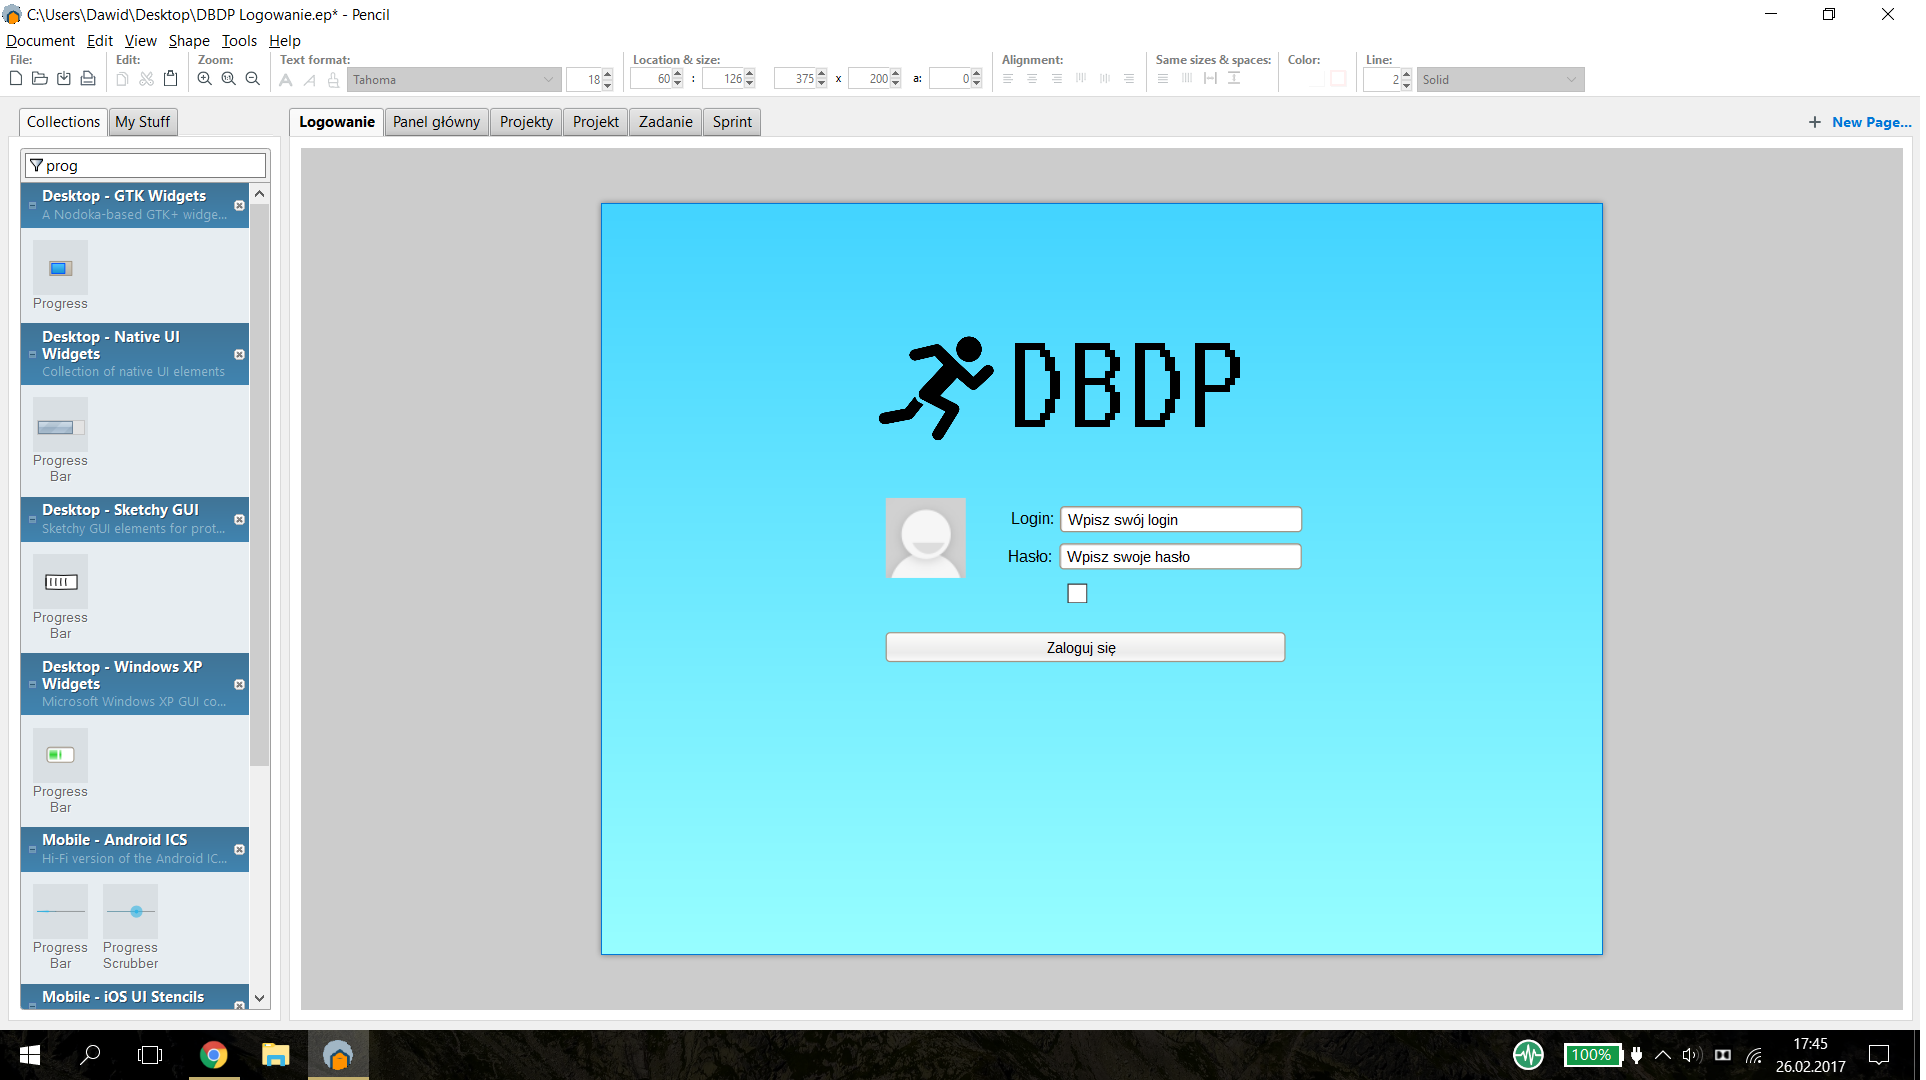 C:\Users\Dawid\Desktop\DBDP Logowanie.ep* - Pencil
Document Edit View Shape Tools Help
File: Edit: Zoom: Text format: Location & size: Alignment: Same sizes & spaces: Color: Line:
Tahoma 18 60 : 126 375 x 200 a: 0 2 Solid
Collections My Stuff
Logowanie Panel główny Projekty Projekt Zadanie Sprint
+ New Page...
prog
Desktop - GTK Widgets
A Nodoka-based GTK+ widge...
Progress
Desktop - Native UI
Widgets
Collection of native UI elements
Progress
Bar
Desktop - Sketchy GUI
Sketchy GUI elements for prot...
Progress
Bar
Desktop - Windows XP
Widgets
Microsoft Windows XP GUI co...
Progress
Bar
Mobile - Android ICS
Hi-Fi version of the Android IC...
Progress Progress
Bar Scrubber
Mobile - iOS UI Stencils
DBDP
Login: Wpisz swój login
Hasło: Wpisz swoje hasło
Zaloguj się
100%
17:45
26.02.2017